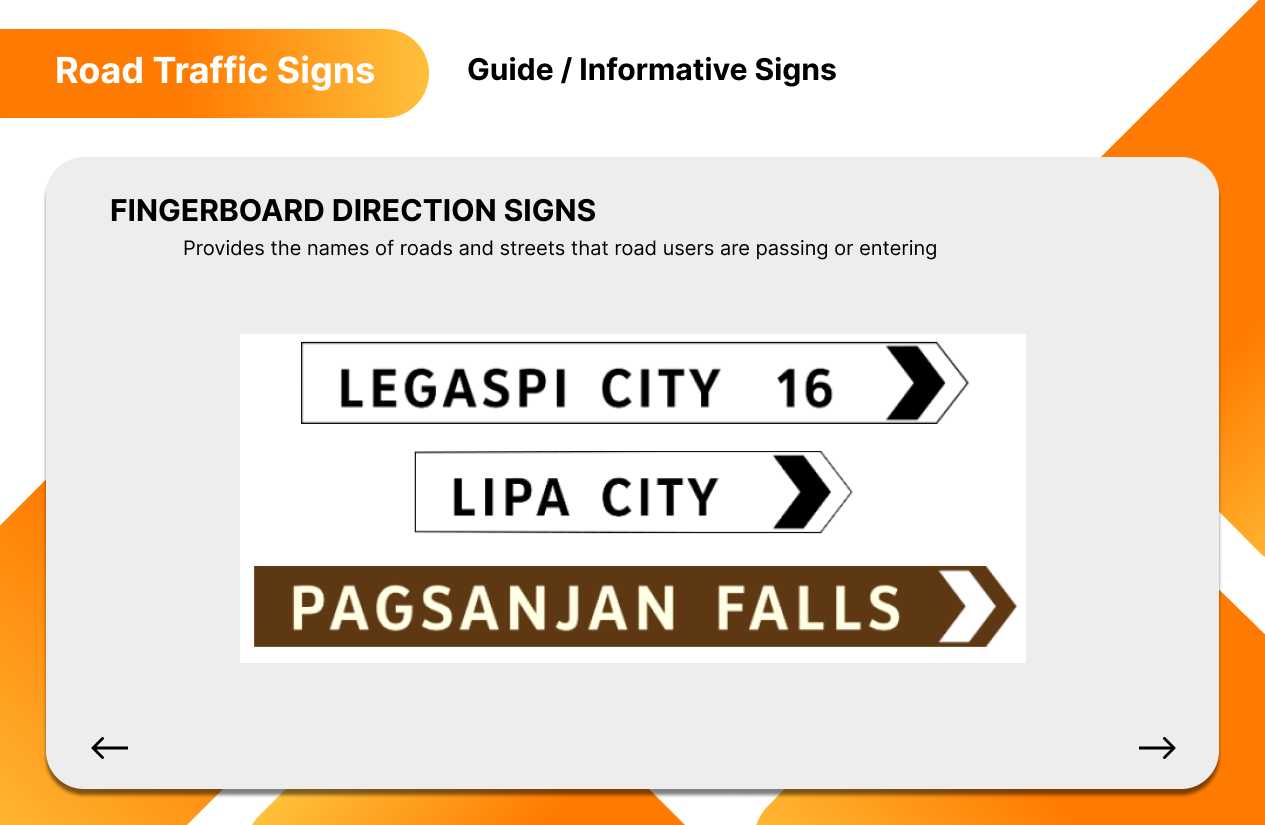 Road Traffic Signs
Guide / Informative Signs
FINGERBOARD DIRECTION SIGNS
Provides the names of roads and streets that road users are passing or entering
LEGASPI CITY 16
LIPA CITY
PAGSANJAN FALLS